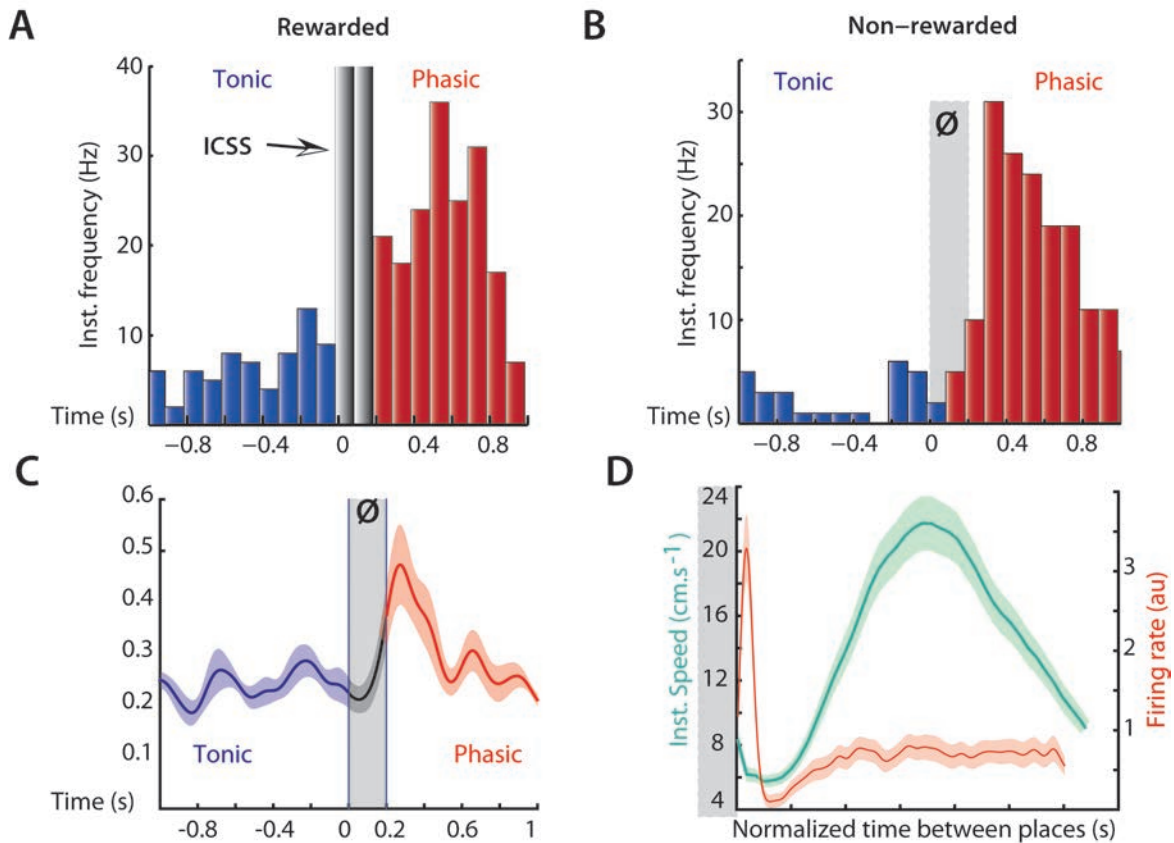 A
Rewarded
40
Tonic
Phasic
ICSS
30
20
10
Inst. frequency (Hz)
Time (s)
−0.8
−0.4
0
0.4
0.8
B
Non−rewarded
Tonic
Phasic
30
Ø
20
10
Inst. frequency (Hz)
Time (s)
−0.8
−0.4
0
0.4
0.8
C
0.6
Ø
0.5
0.4
0.3
0.2
0.1
Tonic
Phasic
Time (s)
-0.8
-0.4
0
0.2
0.6
1
D
24
20
16
12
8
4
Inst. Speed (cm.s-1)
3
2
1
Firing rate (au)
Normalized time between places (s)